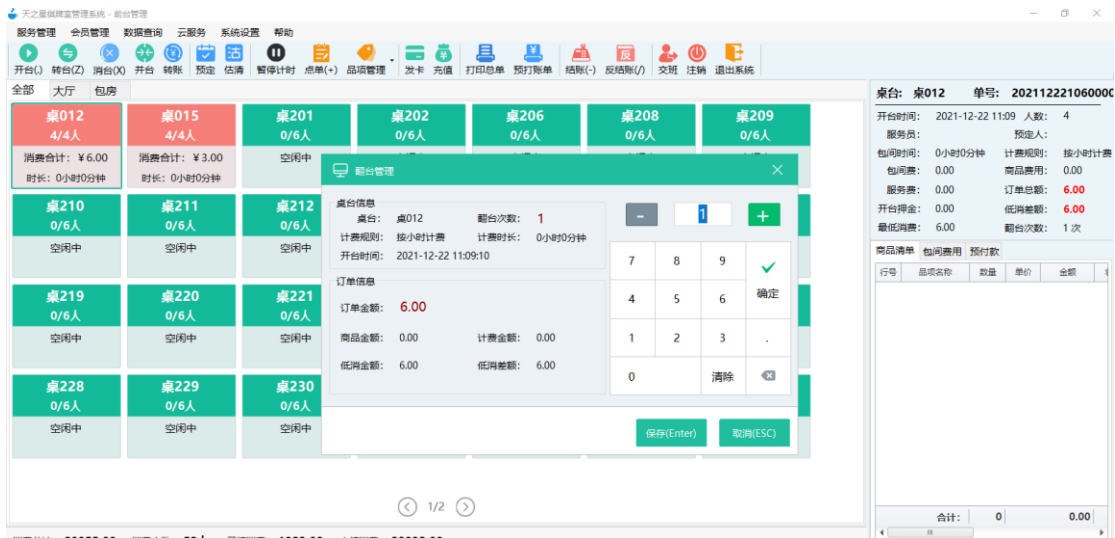 天之星棋牌室管理系统 - 前台管理
服务管理 会员管理 数据查询 云服务 系统设置 帮助
开台(.) 转台(Z) 消台(X) 并台 转账 预定 估清 暂停计时 点单(+) 品项管理 发卡 充值 打印总单 预打账单 结账(-) 反结账(/) 交班 注销 退出系统
全部 大厅 包房
桌012 桌015 桌201 桌202 桌206 桌208 桌209
4/4人 4/4人 0/6人 0/6人 0/6人 0/6人 0/6人
消费合计: ¥6.00 消费合计: ¥3.00 空闲中
时长: 0小时0分钟 时长: 0小时0分钟
桌210 桌211 桌212
0/6人 0/6人 0/6人
空闲中 空闲中 空闲中
桌219 桌220 桌221
0/6人 0/6人 0/6人
空闲中 空闲中 空闲中
桌228 桌229 桌230
0/6人 0/6人 0/6人
空闲中 空闲中 空闲中
翻台管理
桌台信息
桌台: 桌012 翻台次数: 1
计费规则: 按小时计费 计费时长: 0小时0分钟
开台时间: 2021-12-22 11:09:10
订单信息
订单金额: 6.00
商品金额: 0.00 计费金额: 0.00
低消金额: 6.00 低消差额: 6.00
- 1 +
7 8 9
确定
4 5 6
1 2 3 .
0 清除
保存(Enter) 取消(ESC)
1/2
桌台: 桌012 单号: 202112221060000
开台时间: 2021-12-22 11:09 人数: 4
服务员: 预定人:
包间时间: 0小时0分钟 计费规则: 按小时计费
包间费: 0.00 商品费用: 0.00
服务费: 0.00 订单总额: 6.00
开台押金: 0.00 低消差额: 6.00
最低消费: 6.00 翻台次数: 1 次
商品清单 包间费用 预付款
行号 品项名称 数量 单价 金额
合计: 0 0.00